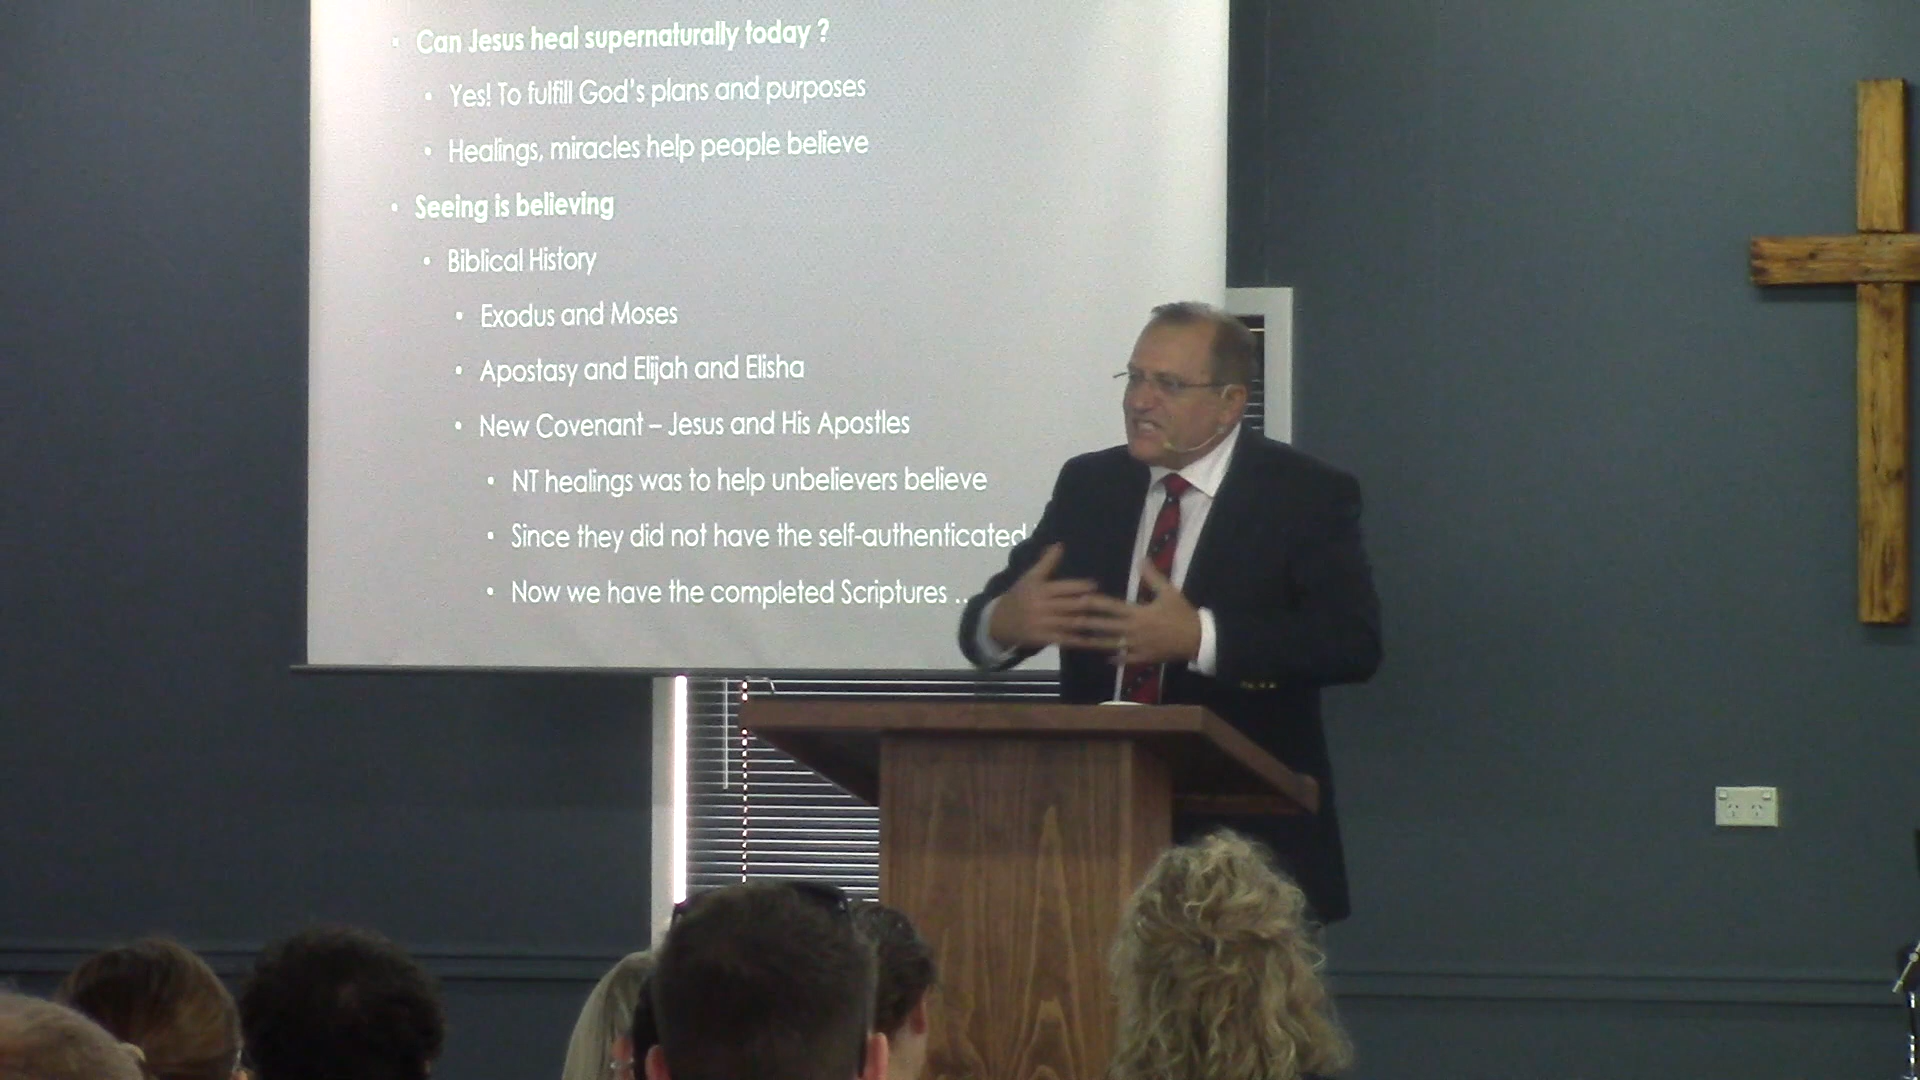 • Can Jesus heal supernaturally today ?
• Yes! To fulfill God's plans and purposes
• Healings, miracles help people believe
• Seeing is believing
• Biblical History
• Exodus and Moses
• Apostasy and Elijah and Elisha
• New Covenant – Jesus and His Apostles
• NT healings was to help unbelievers believe
• Since they did not have the self-authenticated
• Now we have the completed Scriptures ..